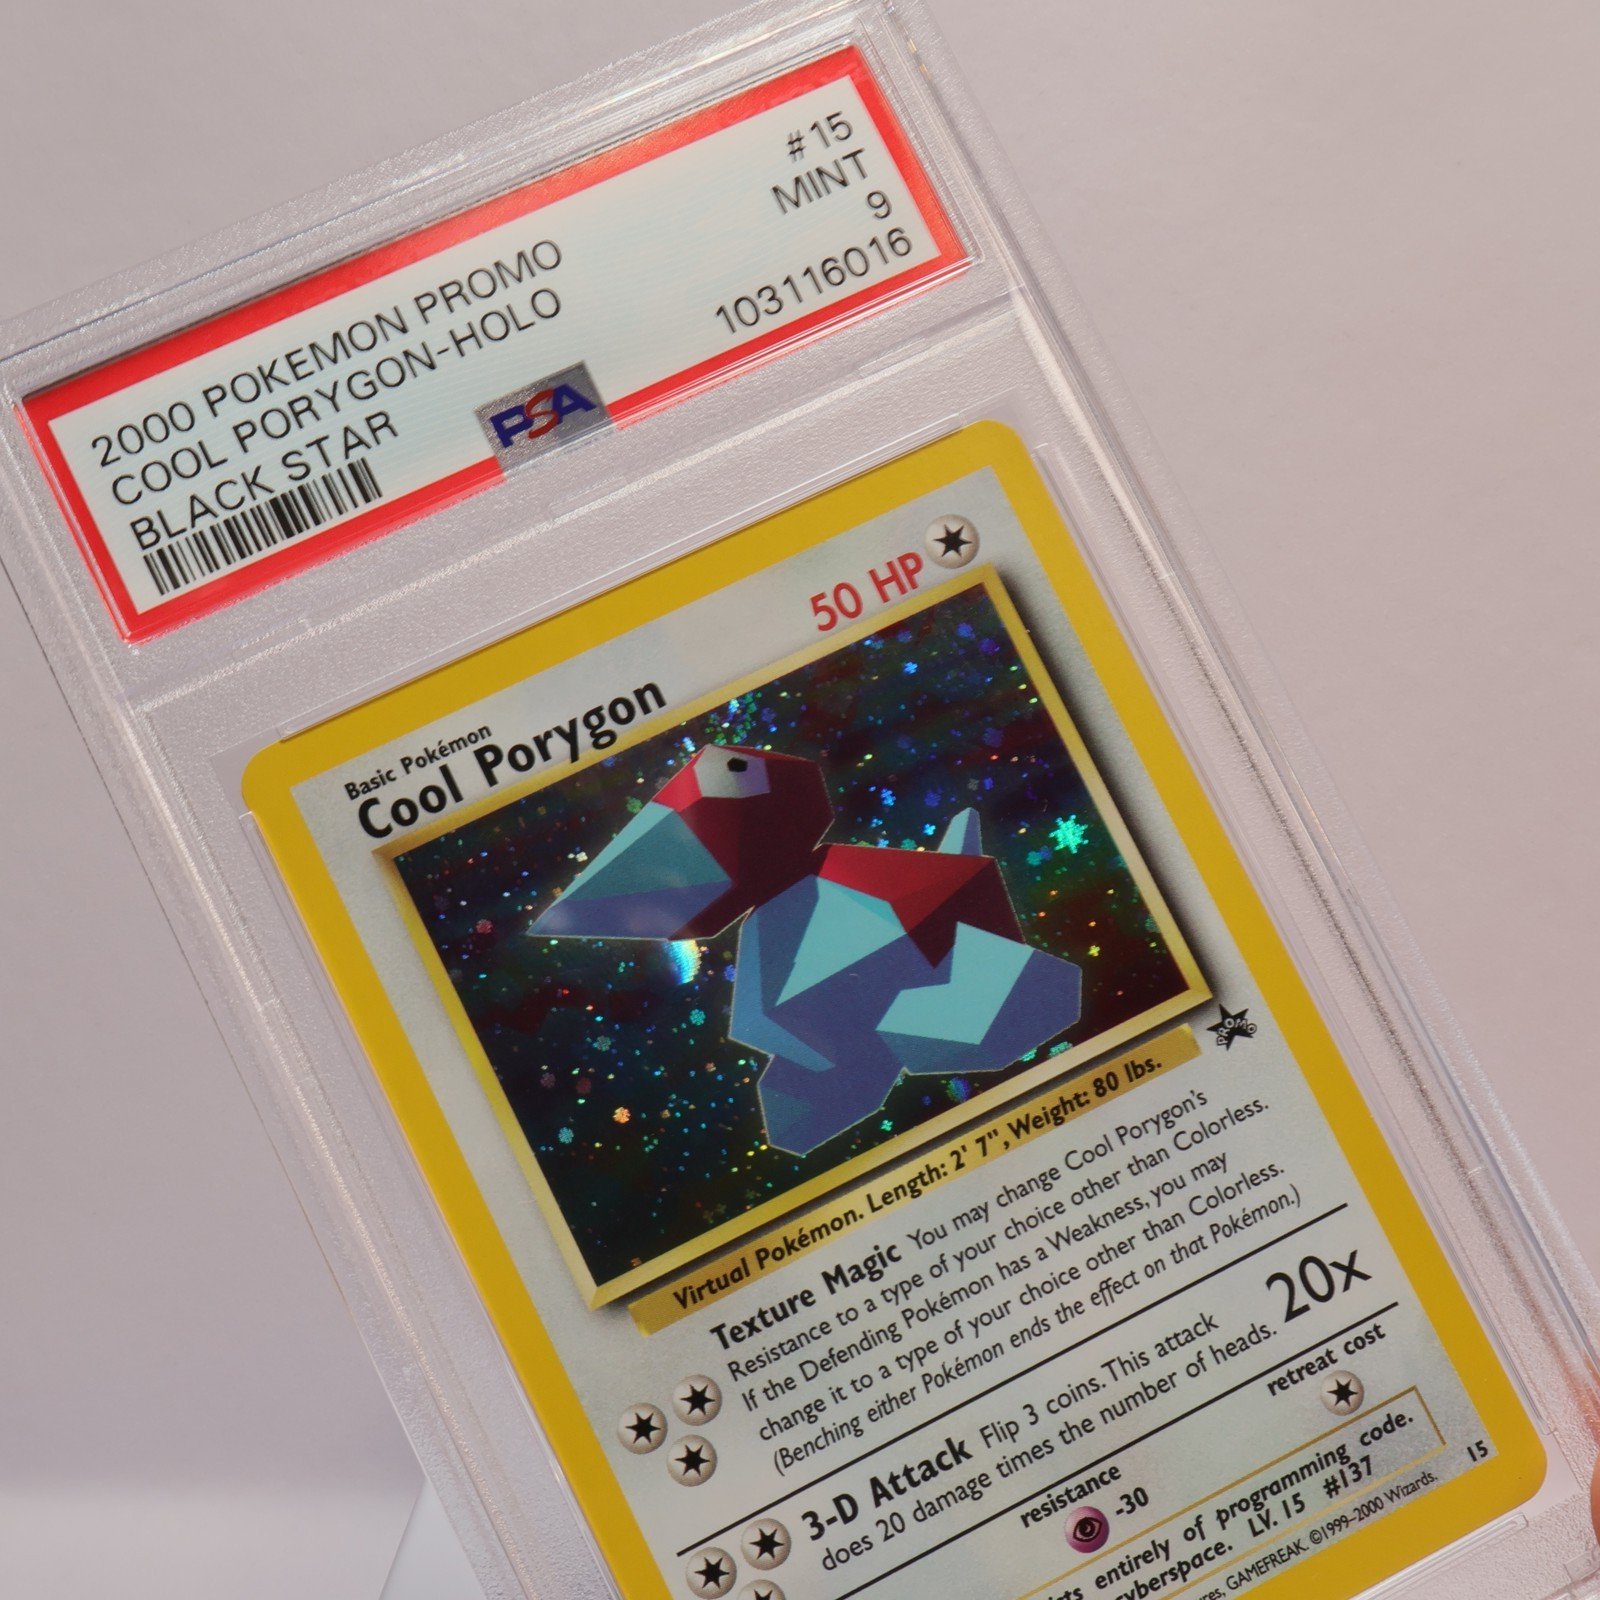 2000 POKEMON PROMO
COOL PORYGON-HOLO
BLACK STAR
#15
MINT
9
103116016
PSA
Basic Pokémon
Cool Porygon
50 HP
PROMO
Virtual Pokémon. Length: 2' 7", Weight: 80 lbs.
Texture Magic You may change Cool Porygon's
Resistance to a type of your choice other than Colorless.
If the Defending Pokémon has a Weakness, you may
change it to a type of your choice other than Colorless.
(Benching either Pokémon ends the effect on that Pokémon.)
3-D Attack Flip 3 coins. This attack
does 20 damage times the number of heads.
20x
resistance
-30
retreat cost
entirely of programming code.
LV. 15 #137
GAMEFREAK. ©1999-2000 Wizards.
15